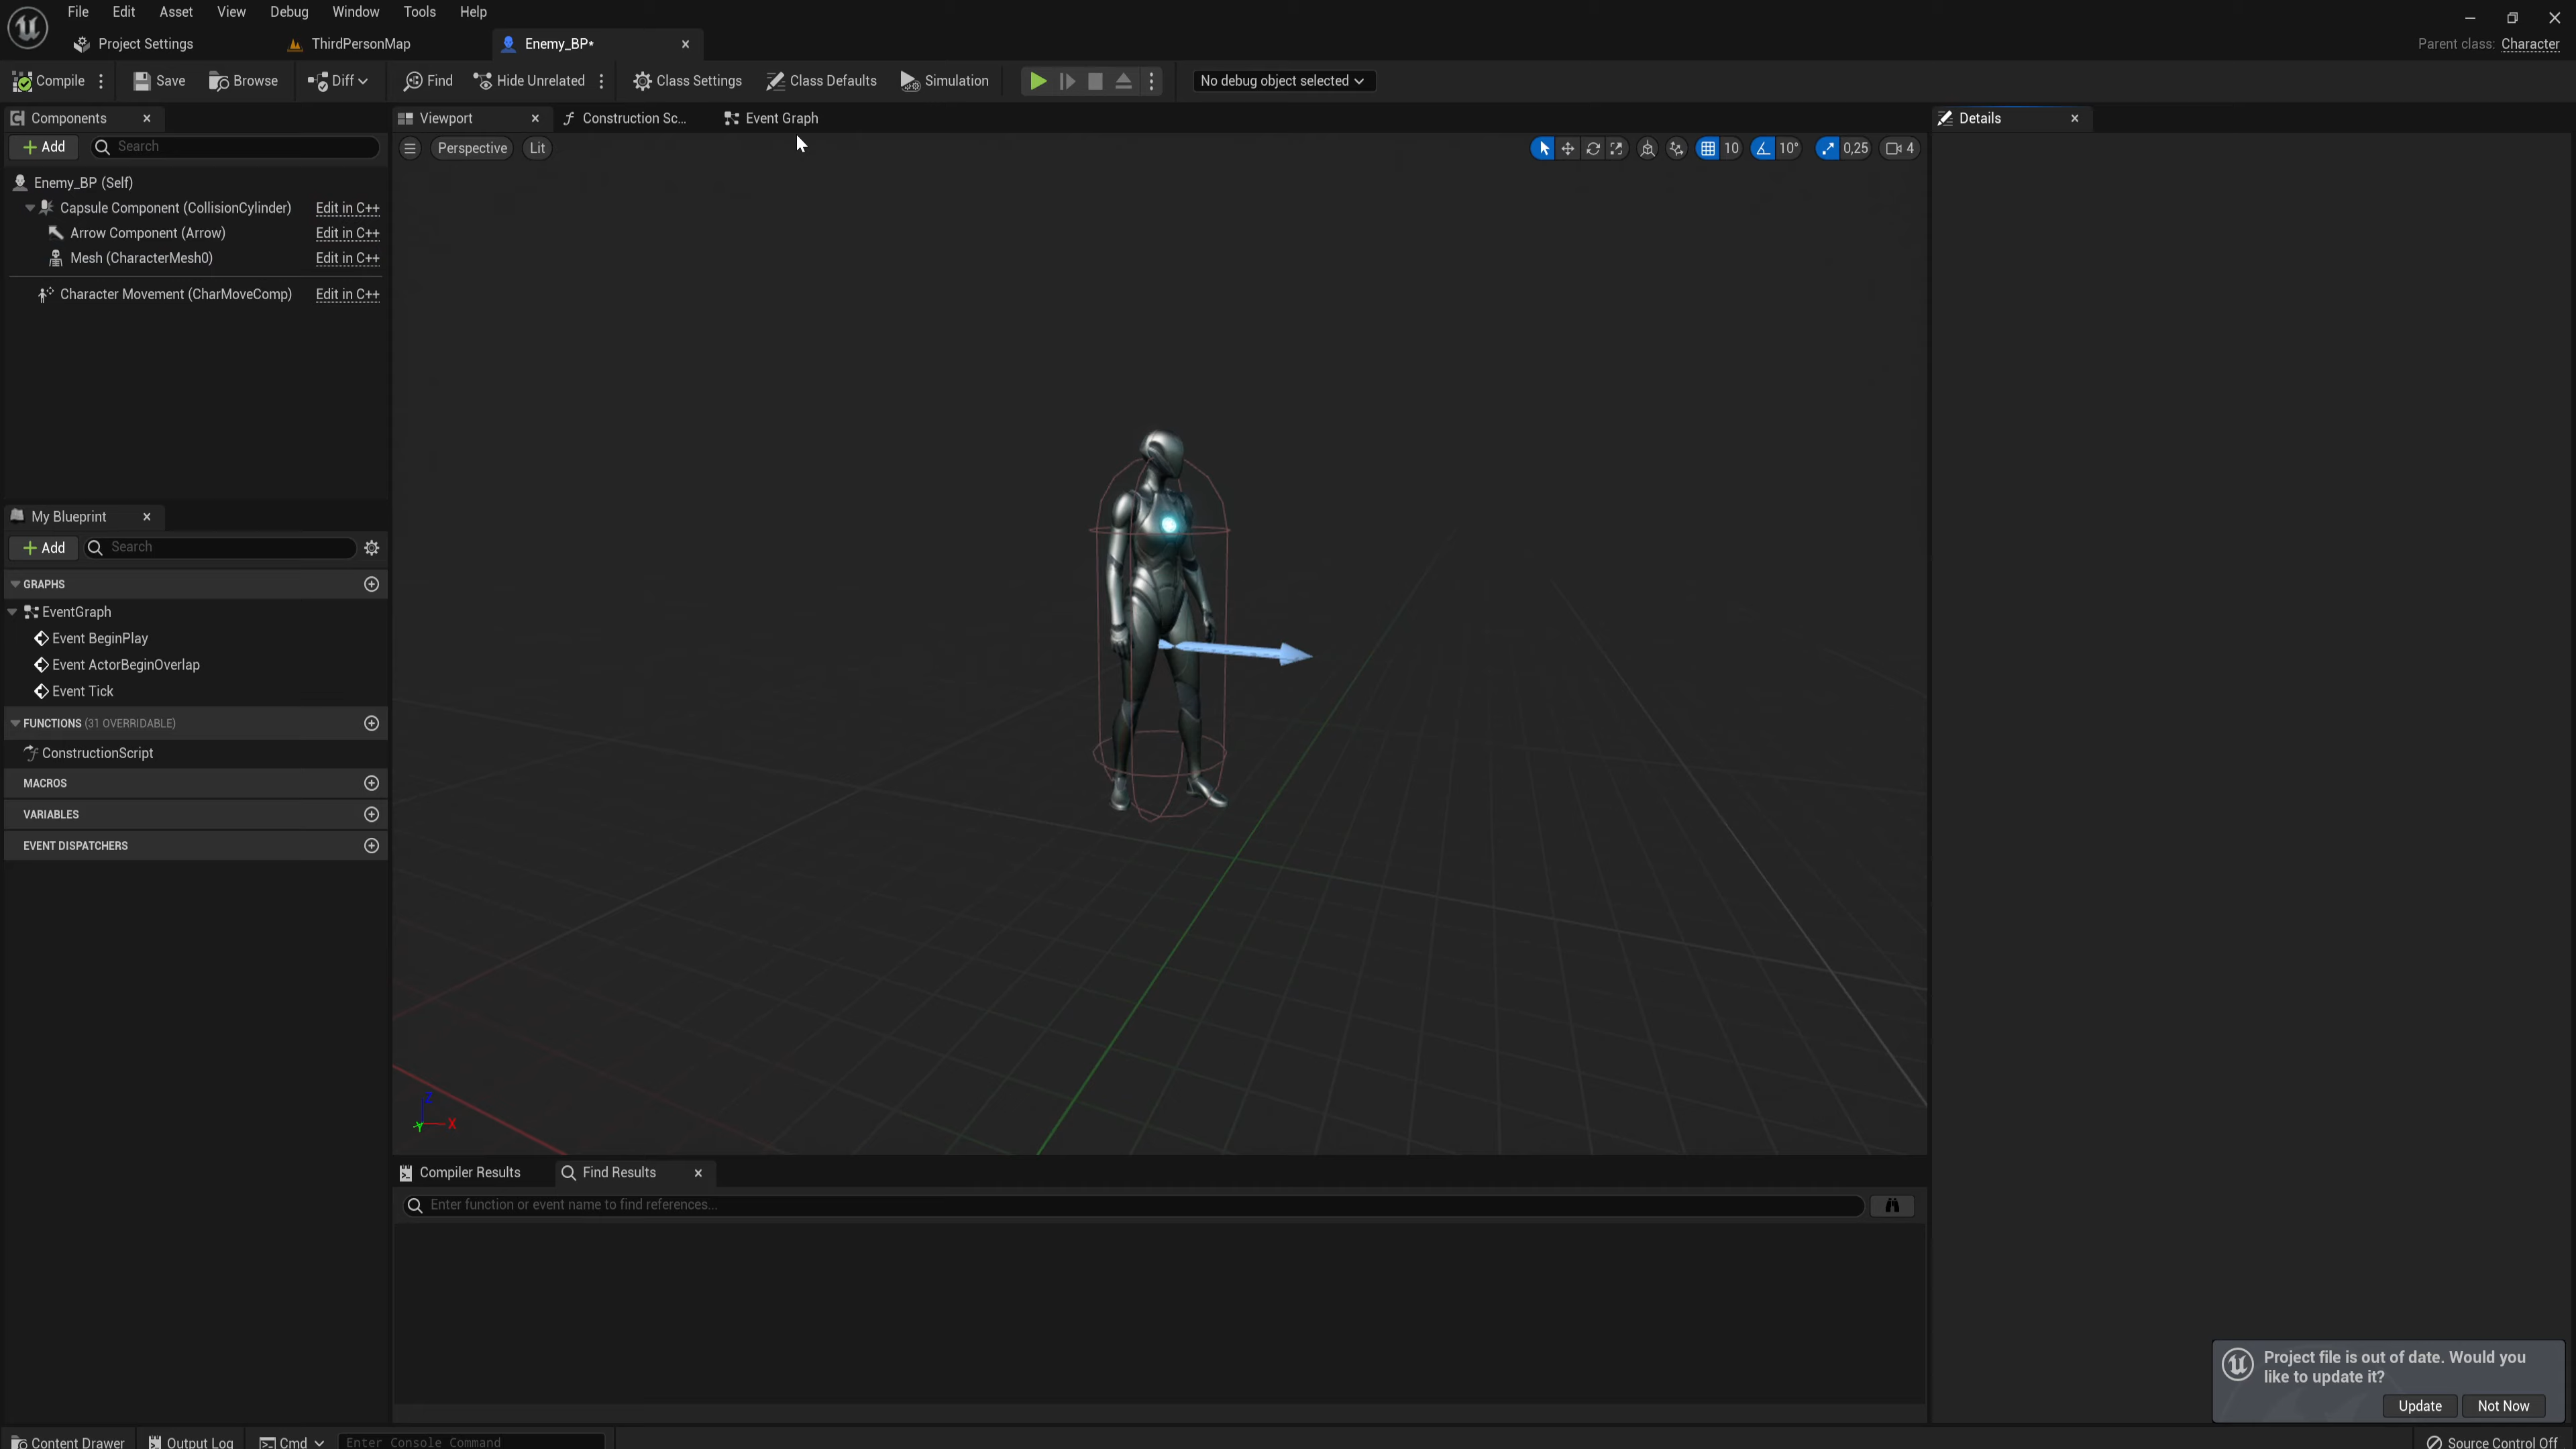 File Edit Asset View Debug Window Tools Help
Project Settings ThirdPersonMap Enemy_BP*
Parent class: Character
Compile Save Browse Diff Find Hide Unrelated Class Settings Class Defaults Simulation No debug object selected
Components
Viewport Construction Sc... Event Graph
Details
Add Search
Perspective Lit
10 10° 0,25 4
Enemy_BP (Self)
Capsule Component (CollisionCylinder) Edit in C++
Arrow Component (Arrow) Edit in C++
Mesh (CharacterMesh0) Edit in C++
Character Movement (CharMoveComp) Edit in C++
My Blueprint
Add Search
GRAPHS
EventGraph
Event BeginPlay
Event ActorBeginOverlap
Event Tick
FUNCTIONS (31 OVERRIDABLE)
ConstructionScript
MACROS
VARIABLES
EVENT DISPATCHERS
Z
Y X
Compiler Results Find Results
Enter function or event name to find references...
Project file is out of date. Would you
like to update it?
Update Not Now
Content Drawer Output Log Cmd Enter Console Command
Source Control Off